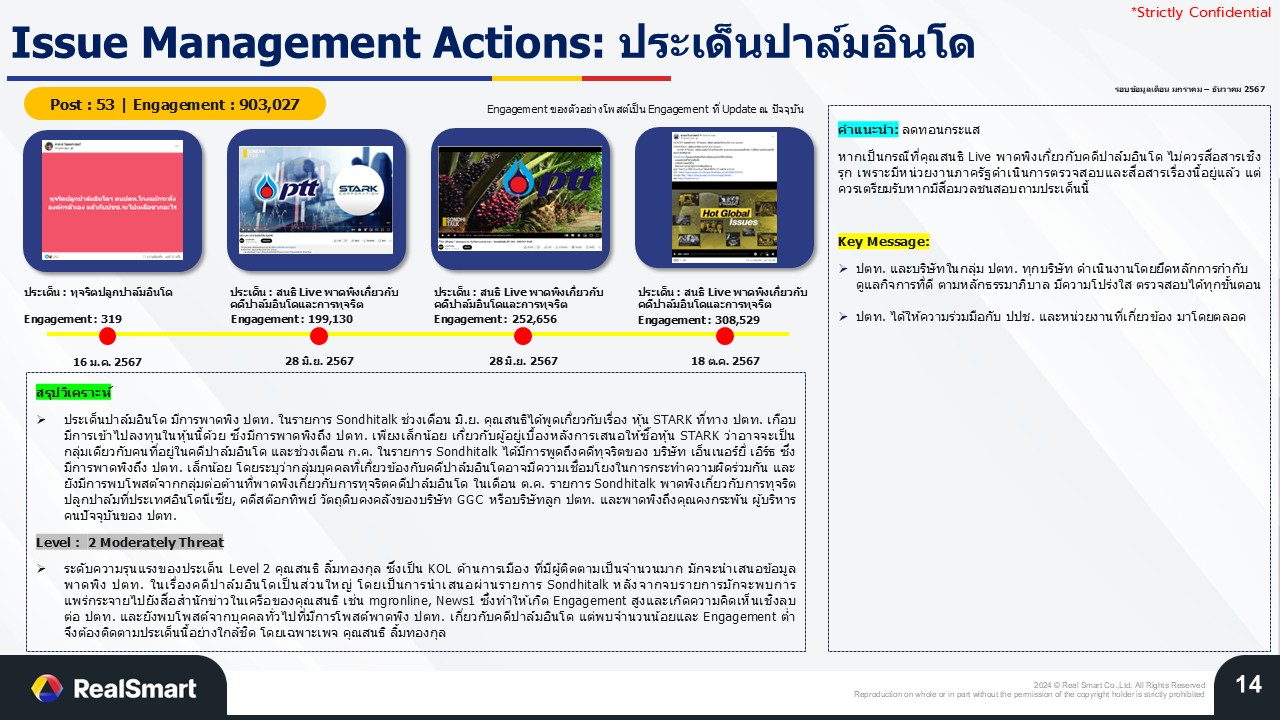 *Strictly Confidential
Issue Management Actions: ประเด็นปาล์มอินโด
Post : 53 | Engagement : 903,027
Engagement ของตัวอย่างโพสต์เป็น Engagement ที่ Update ณ ปัจจุบัน
รอบข้อมูลเดือน มกราคม – ธันวาคม 2567
ทุจริตปลูกปาล์มอินโดฯ
ptt
STARK
CORPORATION
ptt
SONDHI
TALK
Hot Global
Issues
ประเด็น : ทุจริตปลูกปาล์มอินโด
Engagement : 319
16 ม.ค. 2567
ประเด็น : สนธิ Live พาดพิงเกี่ยวกับ
คดีปาล์มอินโดและการทุจริต
Engagement : 199,130
28 มิ.ย. 2567
ประเด็น : สนธิ Live พาดพิงเกี่ยวกับ
คดีปาล์มอินโดและการทุจริต
Engagement : 252,656
28 มิ.ย. 2567
ประเด็น : สนธิ Live พาดพิงเกี่ยวกับ
คดีปาล์มอินโดและการทุจริต
Engagement : 308,529
18 ต.ค. 2567
สรุปวิเคราะห์
➢ ประเด็นปาล์มอินโด มีการพาดพิง ปตท. ในรายการ Sondhitalk ช่วงเดือน มิ.ย. คุณสนธิได้พูดเกี่ยวกับเรื่อง หุ้น STARK ที่ทาง ปตท. เกือบ
มีการเข้าไปลงทุนในหุ้นนี้ด้วย ซึ่งมีการพาดพิงถึง ปตท. เพียงเล็กน้อย เกี่ยวกับผู้อยู่เบื้องหลังการเสนอให้ซื้อหุ้น STARK ว่าอาจจะเป็น
กลุ่มเดียวกับคนที่อยู่ในคดีปาล์มอินโด และช่วงเดือน ก.ค. ในรายการ Sondhitalk ได้มีการพูดถึงคดีทุจริตของ บริษัท เอ็นเนอร์ยี่ เอิร์ธ ซึ่ง
มีการพาดพิงถึง ปตท. เล็กน้อย โดยระบุว่ากลุ่มบุคคลที่เกี่ยวข้องกับคดีปาล์มอินโดอาจมีความเชื่อมโยงในการกระทำความผิดร่วมกัน และ
ยังมีการพบโพสต์จากกลุ่มต่อต้านที่พาดพิงเกี่ยวกับการทุจริตคดีปาล์มอินโด ในเดือน ต.ค. รายการ Sondhitalk พาดพิงเกี่ยวกับการทุจริต
ปลูกปาล์มที่ประเทศอินโดนีเซีย, คดีสต๊อกทิพย์ วัตถุดิบคงคลังของบริษัท GGC หรือบริษัทลูก ปตท. และพาดพิงถึงคุณคงกระพัน ผู้บริหาร
คนปัจจุบันของ ปตท.
Level : 2 Moderately Threat
➢ ระดับความรุนแรงของประเด็น Level 2 คุณสนธิ ลิ้มทองกุล ซึ่งเป็น KOL ด้านการเมือง ที่มีผู้ติดตามเป็นจำนวนมาก มักจะนำเสนอข้อมูล
พาดพิง ปตท. ในเรื่องคดีปาล์มอินโดเป็นส่วนใหญ่ โดยเป็นการนำเสนอผ่านรายการ Sondhitalk หลังจากจบรายการมักจะพบการ
แพร่กระจายไปยังสื่อสำนักข่าวในเครือของคุณสนธิ เช่น mgronline, News1 ซึ่งทำให้เกิด Engagement สูงและเกิดความคิดเห็นเชิงลบ
ต่อ ปตท. และยังพบโพสต์จากบุคคลทั่วไปที่มีการโพสต์พาดพิง ปตท. เกี่ยวกับคดีปาล์มอินโด แต่พบจำนวนน้อยและ Engagement ต่ำ
จึงต้องติดตามประเด็นนี้อย่างใกล้ชิด โดยเฉพาะเพจ คุณสนธิ ลิ้มทองกุล
คำแนะนำ: ลดทอนกระแส
หากเป็นกรณีที่คุณสนธิ Live พาดพิงเกี่ยวกับคดีปาล์มอินโด ไม่ควรสื่อสารเชิง
รุก เพราะมีหน่วยงานภาครัฐดำเนินการตรวจสอบและสื่อสารเรื่องนี้อยู่แล้ว แต่
ควรเตรียมรับหากมีสื่อมวลชนสอบถามประเด็นนี้
Key Message:
➢ ปตท. และบริษัทในกลุ่ม ปตท. ทุกบริษัท ดำเนินงานโดยยึดหลักการกำกับ
ดูแลกิจการที่ดี ตามหลักธรรมาภิบาล มีความโปร่งใส ตรวจสอบได้ทุกขั้นตอน
➢ ปตท. ได้ให้ความร่วมมือกับ ปปช. และหน่วยงานที่เกี่ยวข้อง มาโดยตลอด
RealSmart
2024 © Real Smart Co.,Ltd. All Rights Reserved
Reproduction on whole or in part without the permission of the copyright holder is strictly prohibited
14